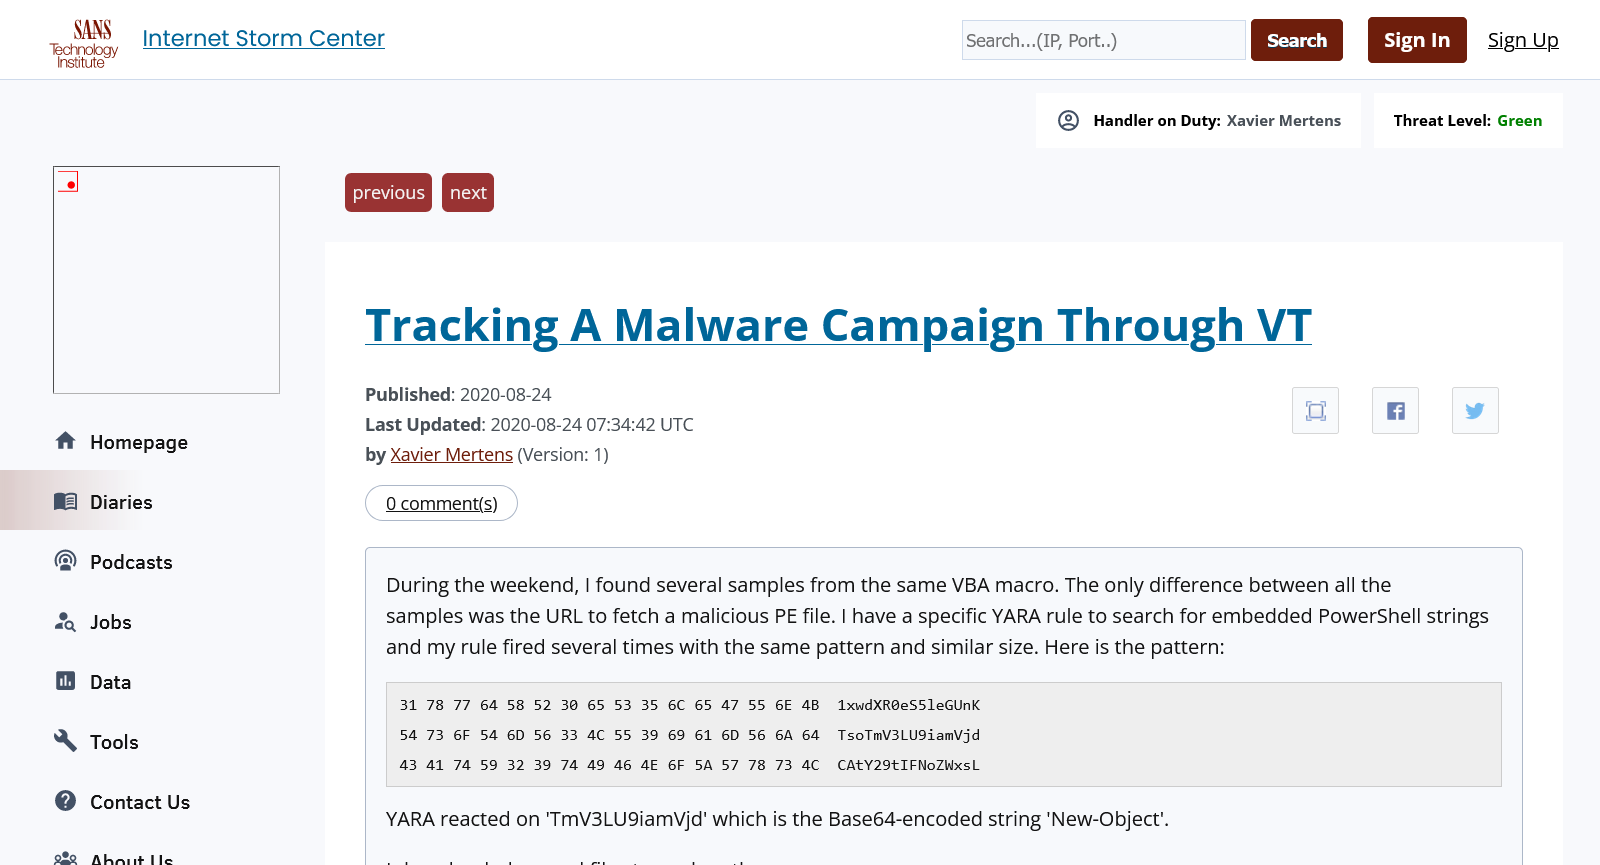 SANS
Technology
Institute
Internet Storm Center
Search...(IP, Port..)
Search
Sign In
Sign Up
Handler on Duty: Xavier Mertens
Threat Level: Green
previous
next
Homepage
Diaries
Podcasts
Jobs
Data
Tools
Contact Us
About Us
Tracking A Malware Campaign Through VT
Published: 2020-08-24
Last Updated: 2020-08-24 07:34:42 UTC
by Xavier Mertens (Version: 1)
0 comment(s)
During the weekend, I found several samples from the same VBA macro. The only difference between all the
samples was the URL to fetch a malicious PE file. I have a specific YARA rule to search for embedded PowerShell strings
and my rule fired several times with the same pattern and similar size. Here is the pattern:
31 78 77 64 58 52 30 65 53 35 6C 65 47 55 6E 4B  1xwdXR0eS5leGUnK
54 73 6F 54 6D 56 33 4C 55 39 69 61 6D 56 6A 64  TsoTmV3LU9iamVjd
43 41 74 59 32 39 74 49 46 4E 6F 5A 57 78 73 4C  CAtY29tIFNoZWxsL
YARA reacted on 'TmV3LU9iamVjd' which is the Base64-encoded string 'New-Object'.